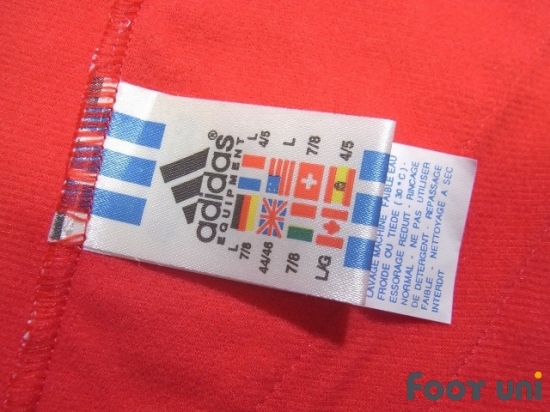 adidas
EQUIPMENT
L 4/5
L
7/8
4/5
L 7/8
44/46
7/8
L/G
LAVAGE MACHINE - FAIBLE EAU
FROIDE OU TIEDE (30°C) -
ESSORAGE REDUIT - RINCAGE
NORMAL - NE PAS UTILISER
DE DETERGENT - REPASSAGE
FAIBLE - NETTOYAGE A SEC
INTERDIT
FOOT UNI